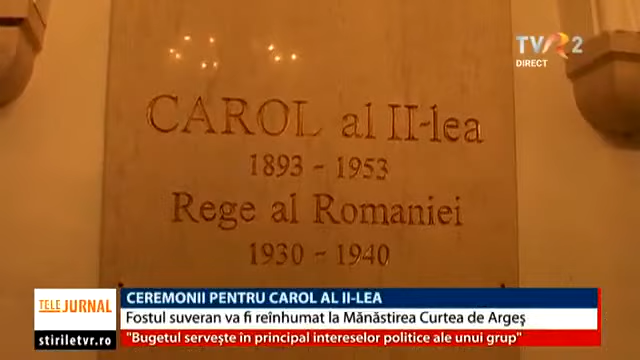 TVR 2
DIRECT
CAROL al II-lea
1893 - 1953
Rege al Romaniei
1930 - 1940
TELE
JURNAL
stiriletvr.ro
CEREMONII PENTRU CAROL AL II-LEA
Fostul suveran va fi reînhumat la Mănăstirea Curtea de Argeș
"Bugetul servește în principal intereselor politice ale unui grup"